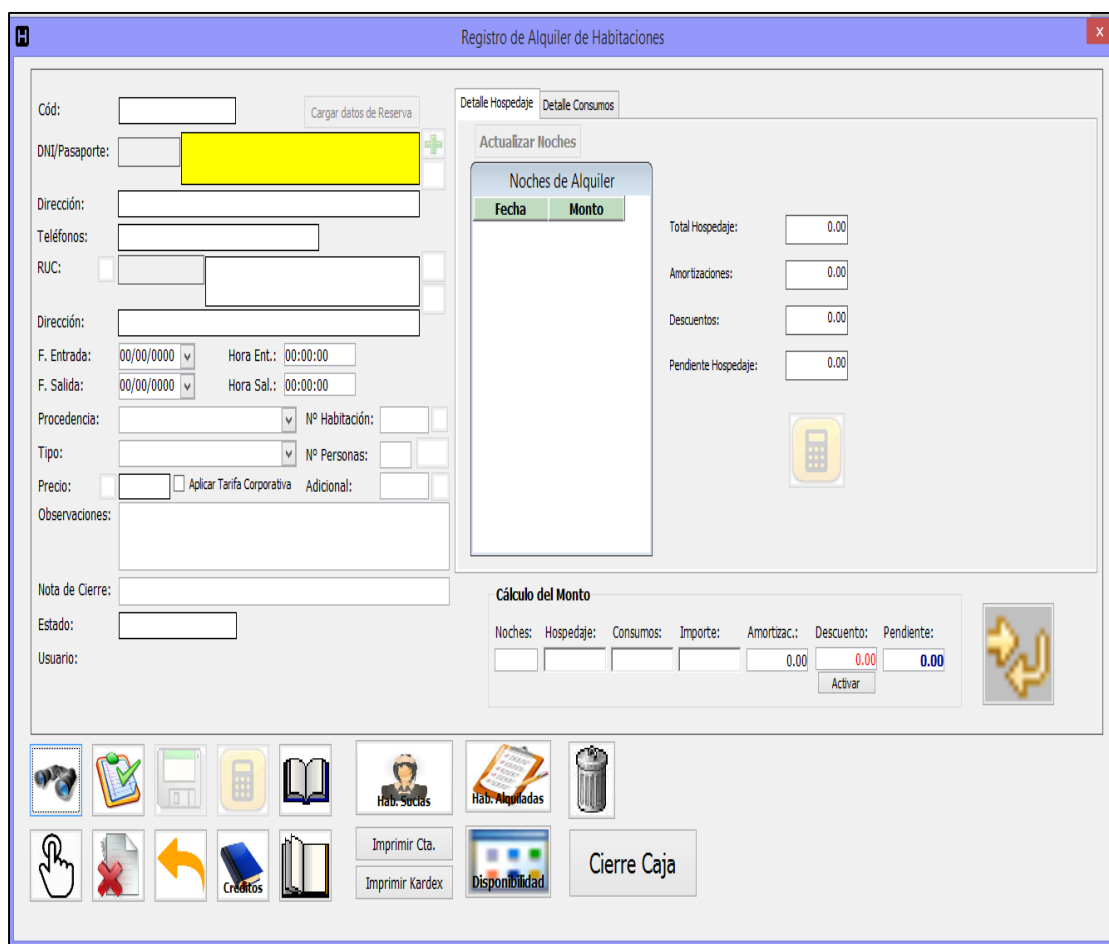 H
Registro de Alquiler de Habitaciones
x
Cód:
Cargar datos de Reserva
DNI/Pasaporte:
Dirección:
Teléfonos:
RUC:
Dirección:
F. Entrada: 00/00/0000 Hora Ent.: 00:00:00
F. Salida: 00/00/0000 Hora Sal.: 00:00:00
Procedencia: Nº Habitación:
Tipo: Nº Personas:
Precio: Aplicar Tarifa Corporativa Adicional:
Observaciones:
Nota de Cierre:
Estado:
Usuario:
Detalle Hospedaje Detalle Consumos
Actualizar Noches
Noches de Alquiler
Fecha Monto
Total Hospedaje: 0.00
Amortizaciones: 0.00
Descuentos: 0.00
Pendiente Hospedaje: 0.00
Cálculo del Monto
Noches: Hospedaje: Consumos: Importe: Amortizac.: Descuento: Pendiente:
0.00 0.00 0.00
Activar
Hab. Sucias
Hab. Alquiladas
Créditos
Imprimir Cta.
Imprimir Kardex
Disponibilidad
Cierre Caja